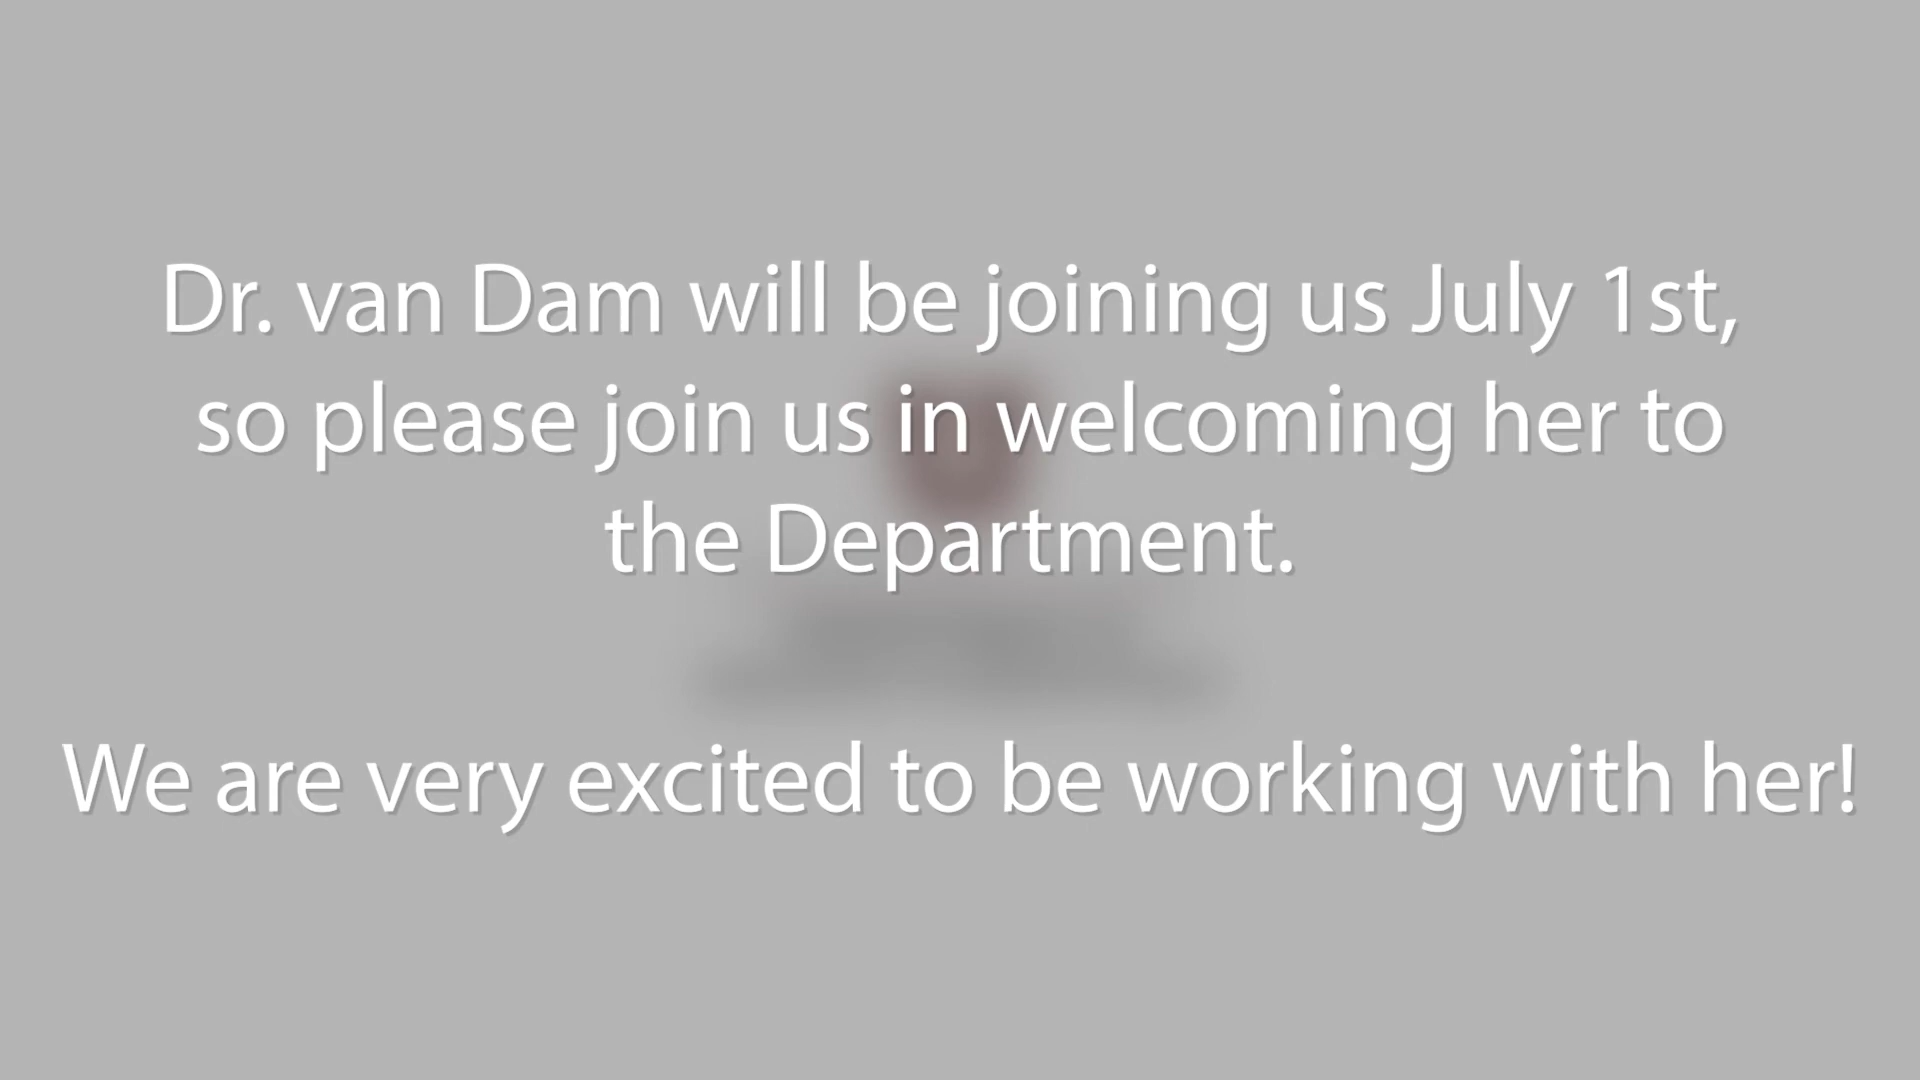 Dr. van Dam will be joining us July 1st,
so please join us in welcoming her to
the Department.
We are very excited to be working with her!